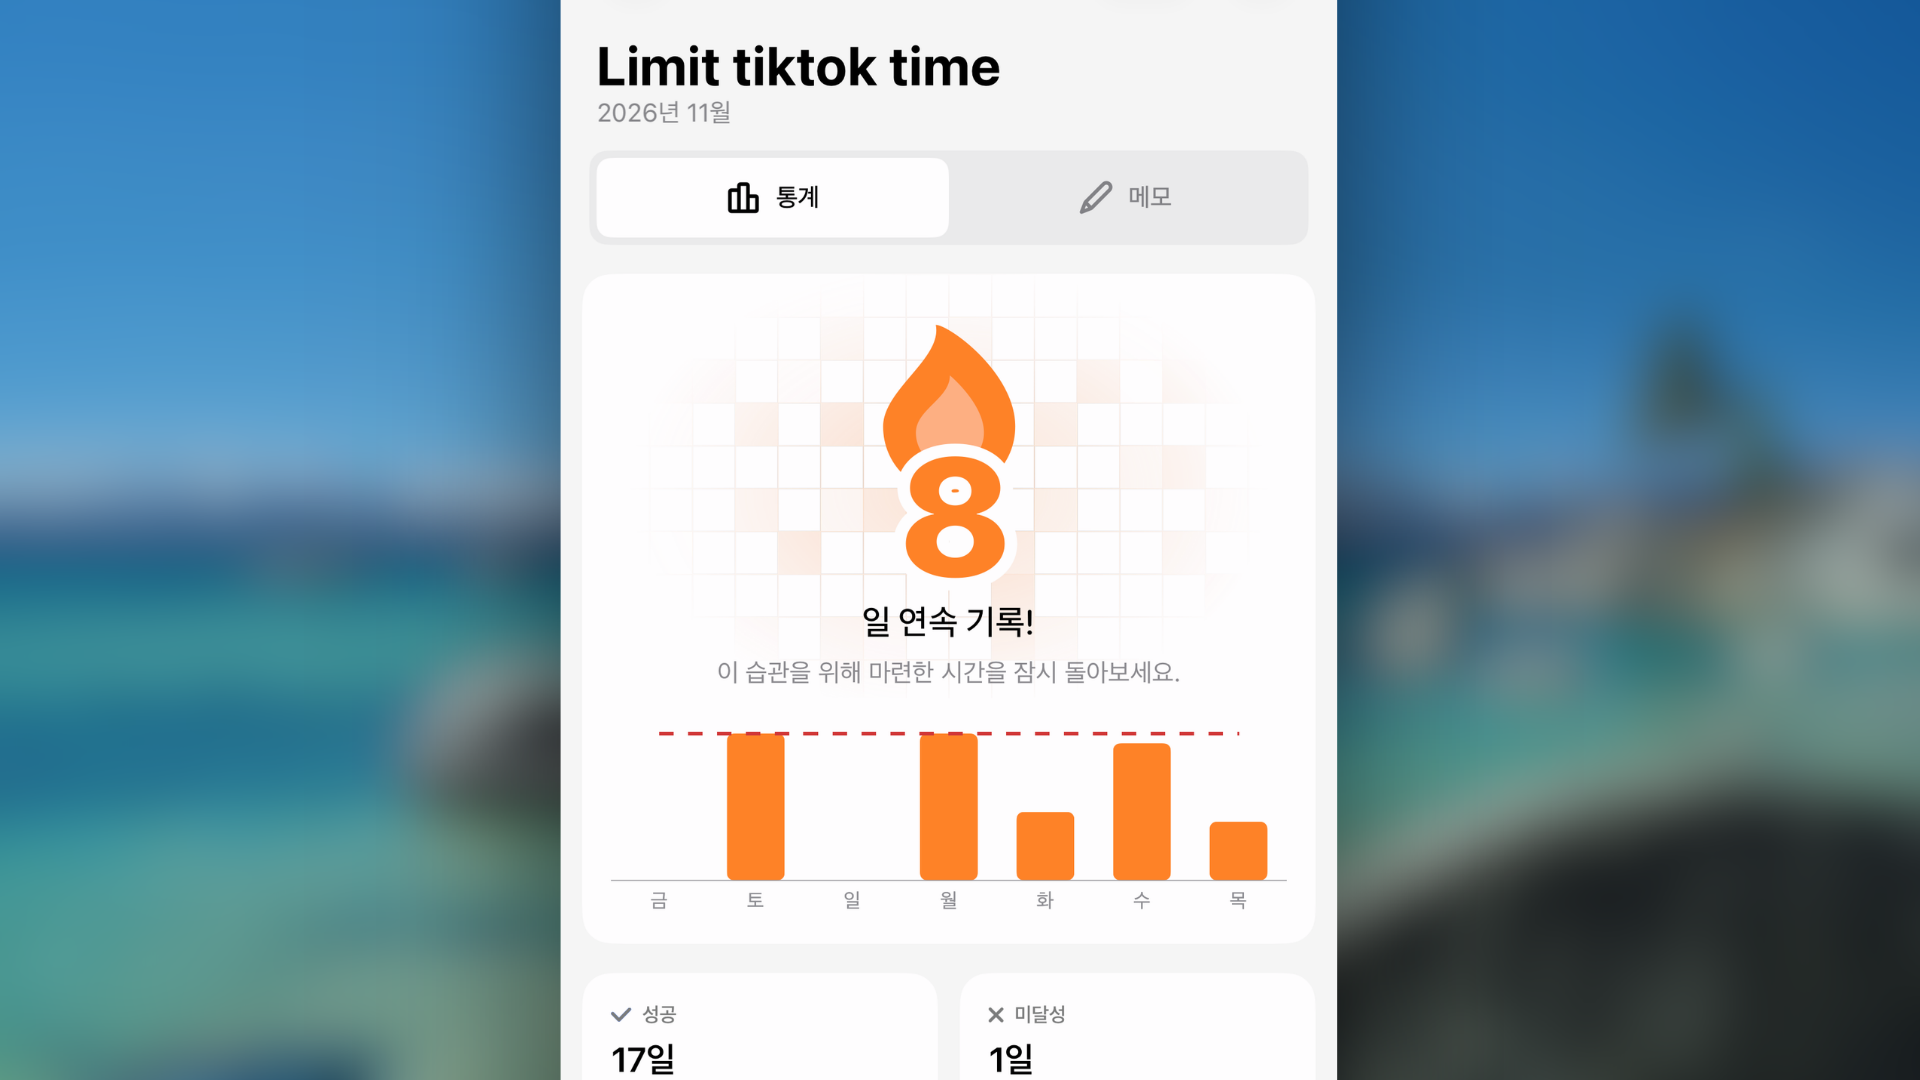 Limit tiktok time
2026년 11월
통계
메모
8
일 연속 기록!
이 습관을 위해 마련한 시간을 잠시 돌아보세요.
금 토 일 월 화 수 목
성공
17일
미달성
1일